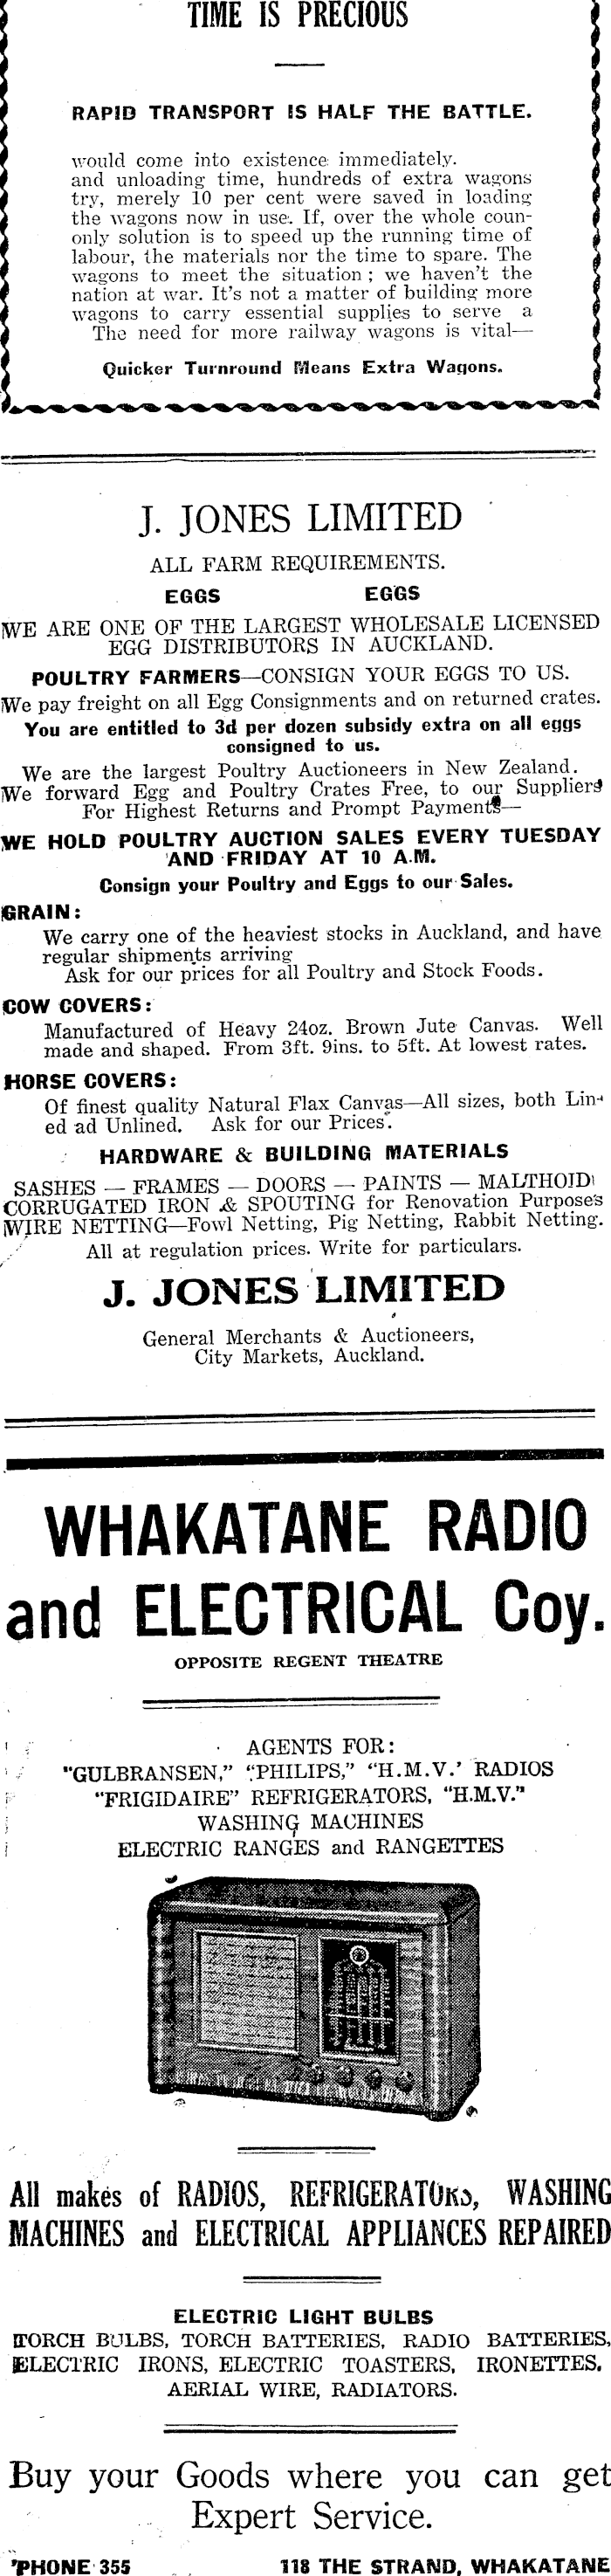 TIME IS PRECIOUS
RAPID TRANSPORT IS HALF THE BATTLE.
would come into existence immediately.
and unloading time, hundreds of extra wagons
try, merely 10 per cent were saved in loading
the wagons now in use. If, over the whole coun-
only solution is to speed up the running time of
labour, the materials nor the time to spare. The
wagons to meet the situation; we haven't the
nation at war. It's not a matter of building more
wagons to carry essential supplies to serve a
The need for more railway wagons is vital—
Quicker Turnround Means Extra Wagons.
J. JONES LIMITED
ALL FARM REQUIREMENTS.
EGGS EGGS
WE ARE ONE OF THE LARGEST WHOLESALE LICENSED
EGG DISTRIBUTORS IN AUCKLAND.
POULTRY FARMERS—CONSIGN YOUR EGGS TO US.
We pay freight on all Egg Consignments and on returned crates.
You are entitled to 3d per dozen subsidy extra on all eggs
consigned to us.
We are the largest Poultry Auctioneers in New Zealand.
We forward Egg and Poultry Crates Free, to our Suppliers
For Highest Returns and Prompt Payments—
WE HOLD POULTRY AUCTION SALES EVERY TUESDAY
AND FRIDAY AT 10 A.M.
Consign your Poultry and Eggs to our Sales.
GRAIN:
We carry one of the heaviest stocks in Auckland, and have
regular shipments arriving
Ask for our prices for all Poultry and Stock Foods.
COW COVERS:
Manufactured of Heavy 24oz. Brown Jute Canvas. Well
made and shaped. From 3ft. 9ins. to 5ft. At lowest rates.
HORSE COVERS:
Of finest quality Natural Flax Canvas—All sizes, both Lin-
ed ad Unlined. Ask for our Prices.
HARDWARE & BUILDING MATERIALS
SASHES — FRAMES — DOORS — PAINTS — MALTHOID
CORRUGATED IRON & SPOUTING for Renovation Purposes
WIRE NETTING—Fowl Netting, Pig Netting, Rabbit Netting.
All at regulation prices. Write for particulars.
J. JONES LIMITED
General Merchants & Auctioneers,
City Markets, Auckland.
WHAKATANE RADIO
and ELECTRICAL Coy.
OPPOSITE REGENT THEATRE
AGENTS FOR:
"GULBRANSEN," "PHILIPS," "H.M.V.' RADIOS
"FRIGIDAIRE" REFRIGERATORS, "H.M.V."
WASHING MACHINES
ELECTRIC RANGES and RANGETTES
All makes of RADIOS, REFRIGERATORS, WASHING
MACHINES and ELECTRICAL APPLIANCES REPAIRED
ELECTRIC LIGHT BULBS
TORCH BULBS, TORCH BATTERIES, RADIO BATTERIES,
ELECTRIC IRONS, ELECTRIC TOASTERS, IRONETTES,
AERIAL WIRE, RADIATORS.
Buy your Goods where you can get
Expert Service.
'PHONE 355 118 THE STRAND, WHAKATANE